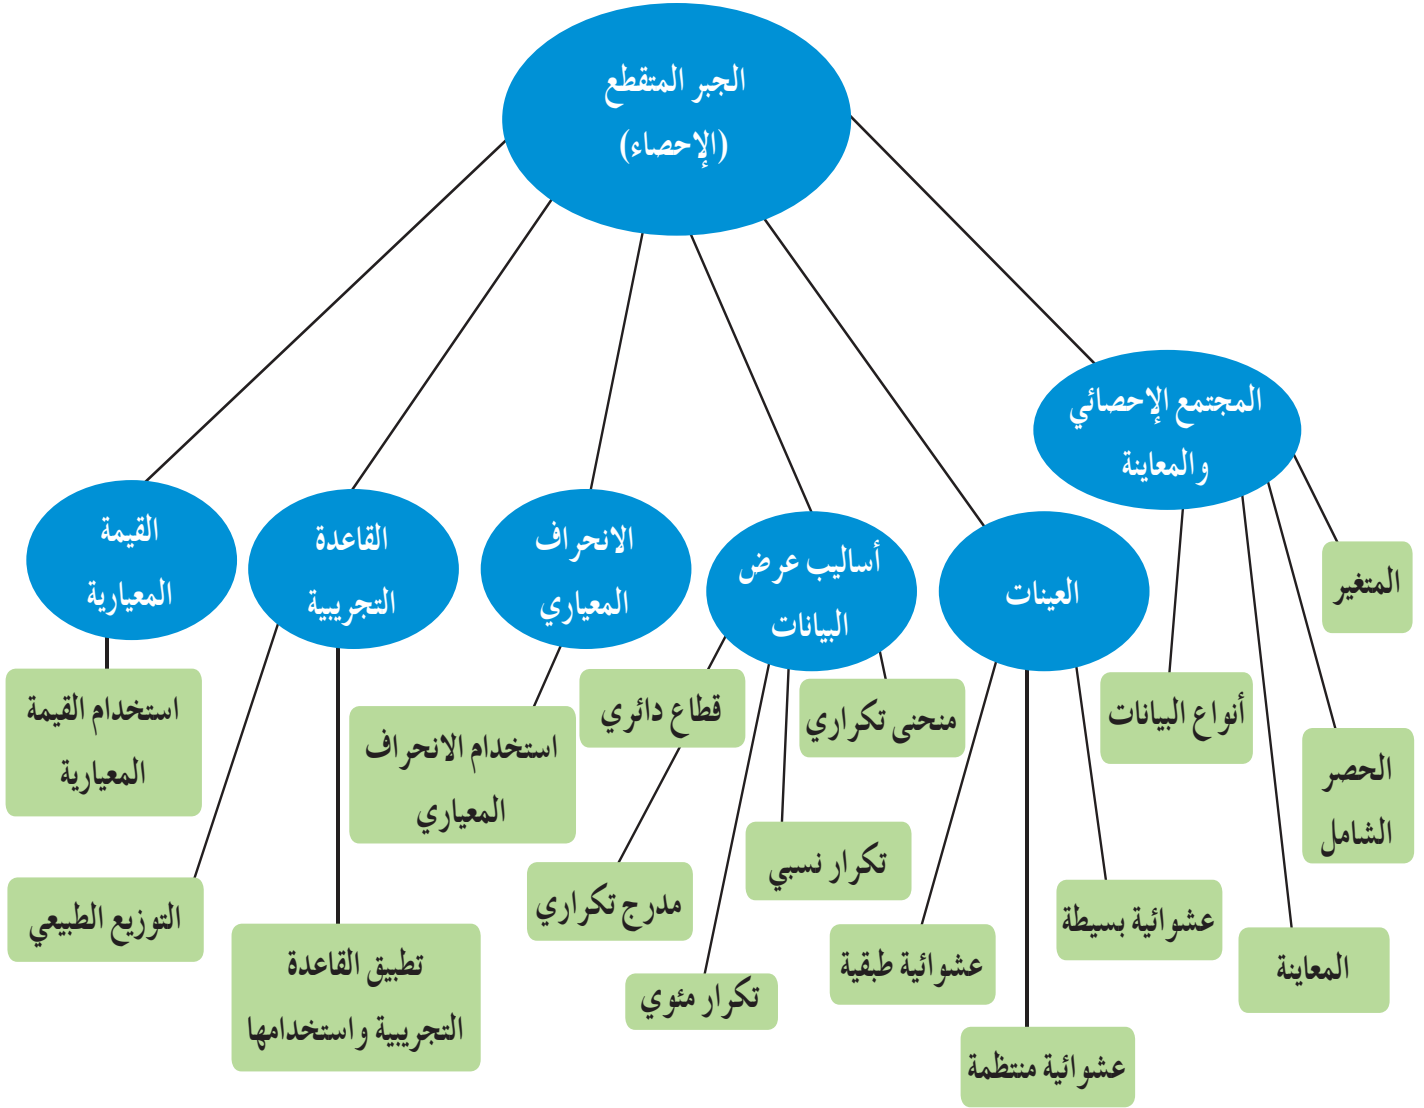 الجبر المتقطع
(الإحصاء)
المجتمع الإحصائي
والمعاينة
العينات
أساليب عرض
البيانات
الانحراف
المعياري
القاعدة
التجريبية
القيمة
المعيارية
المتغير
الحصر
الشامل
المعاينة
أنواع البيانات
عشوائية بسيطة
عشوائية منتظمة
عشوائية طبقية
منحنى تكراري
تكرار نسبي
تكرار مئوي
قطاع دائري
مدرج تكراري
استخدام الانحراف
المعياري
تطبيق القاعدة
التجريبية واستخدامها
التوزيع الطبيعي
استخدام القيمة
المعيارية